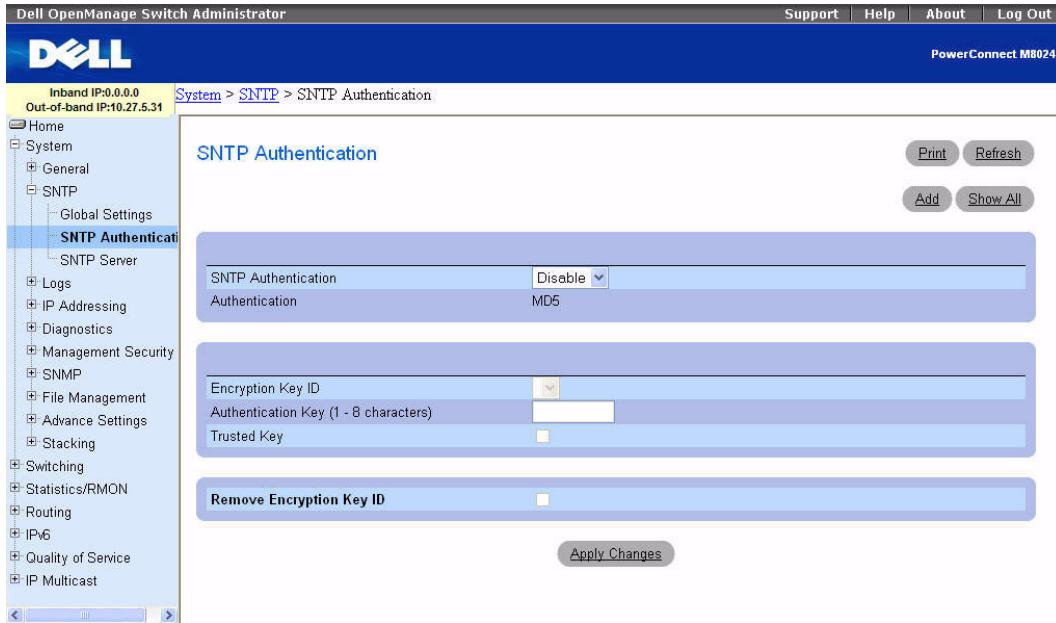 Dell OpenManage Switch Administrator
Support Help About Log Out
DELL
PowerConnect M8024
Inband IP:0.0.0.0
Out-of-band IP:10.27.5.31
System > SNTP > SNTP Authentication
Home
System
General
SNTP
Global Settings
SNTP Authenticati
SNTP Server
Logs
IP Addressing
Diagnostics
Management Security
SNMP
File Management
Advance Settings
Stacking
Switching
Statistics/RMON
Routing
IPv6
Quality of Service
IP Multicast
SNTP Authentication
Print Refresh
Add Show All
SNTP Authentication Disable
Authentication MD5
Encryption Key ID
Authentication Key (1 - 8 characters)
Trusted Key
Remove Encryption Key ID
Apply Changes